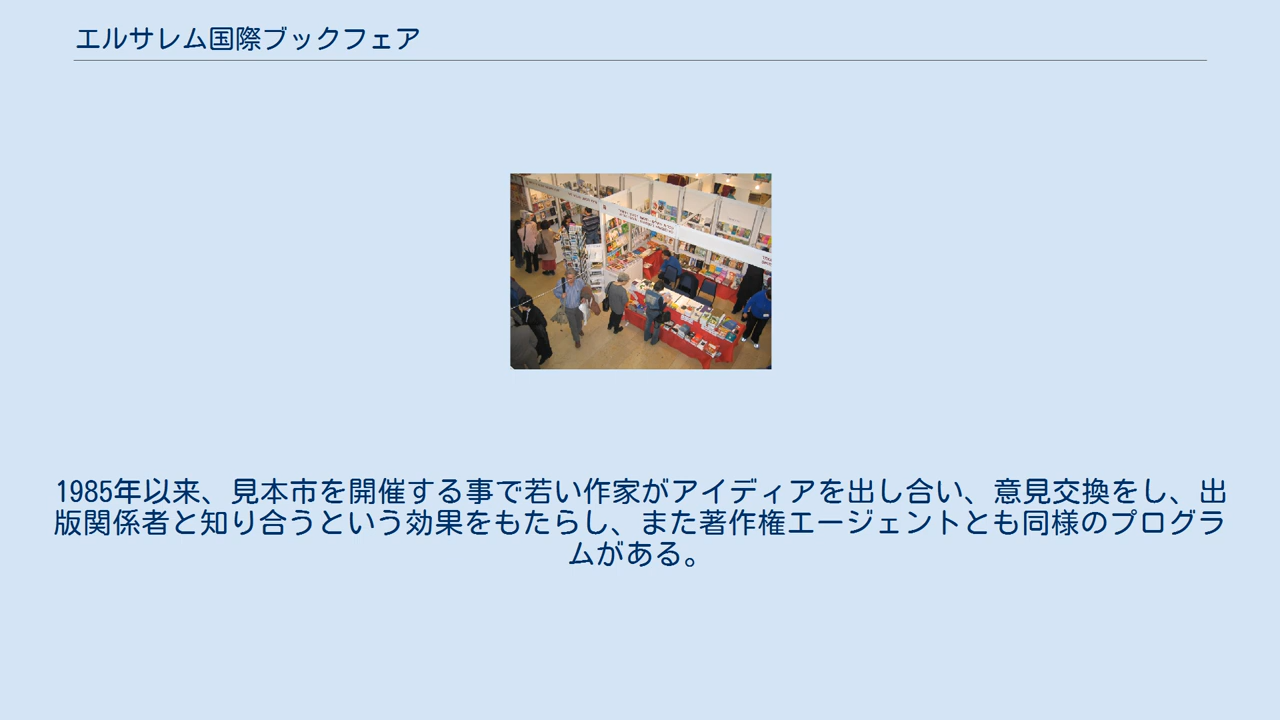 エルサレム国際ブックフェア
1985年以来、見本市を開催する事で若い作家がアイディアを出し合い、意見交換をし、出
版関係者と知り合うという効果をもたらし、また著作権エージェントとも同様のプログラ
ムがある。